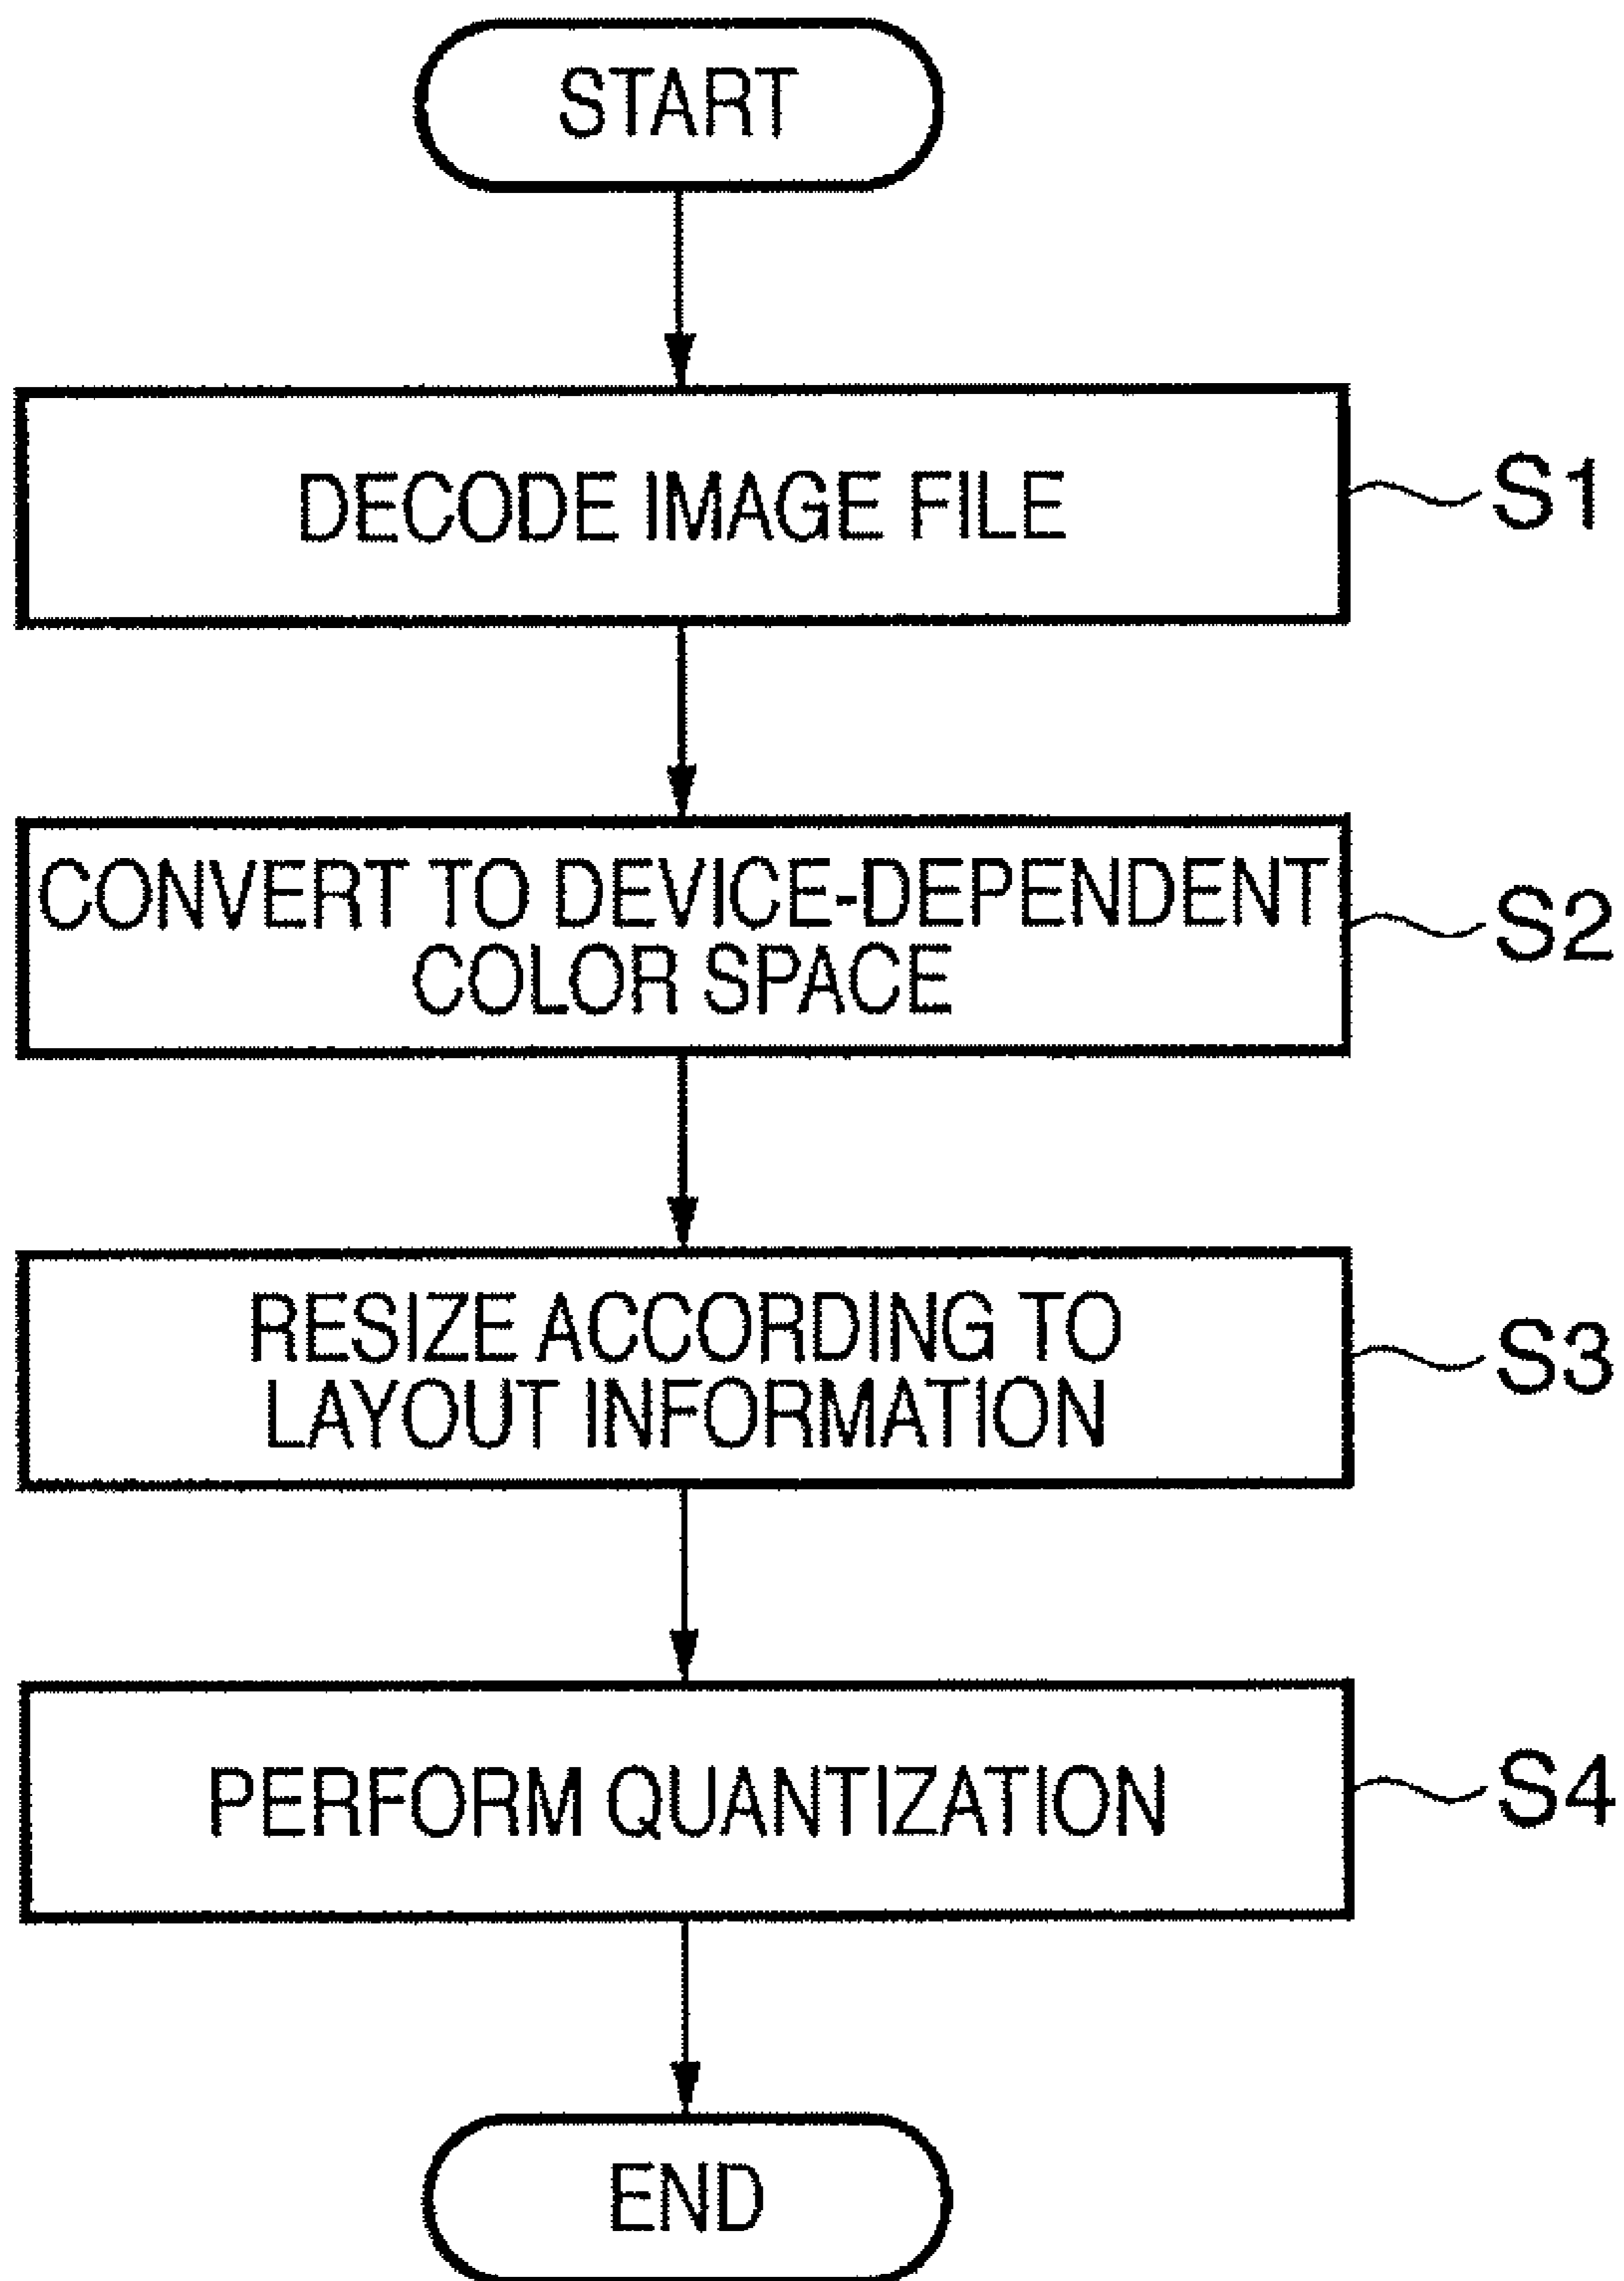 START
DECODE IMAGE FILE
S1
CONVERT TO DEVICE-DEPENDENT
COLOR SPACE
S2
RESIZE ACCORDING TO
LAYOUT INFORMATION
S3
PERFORM QUANTIZATION
S4
END